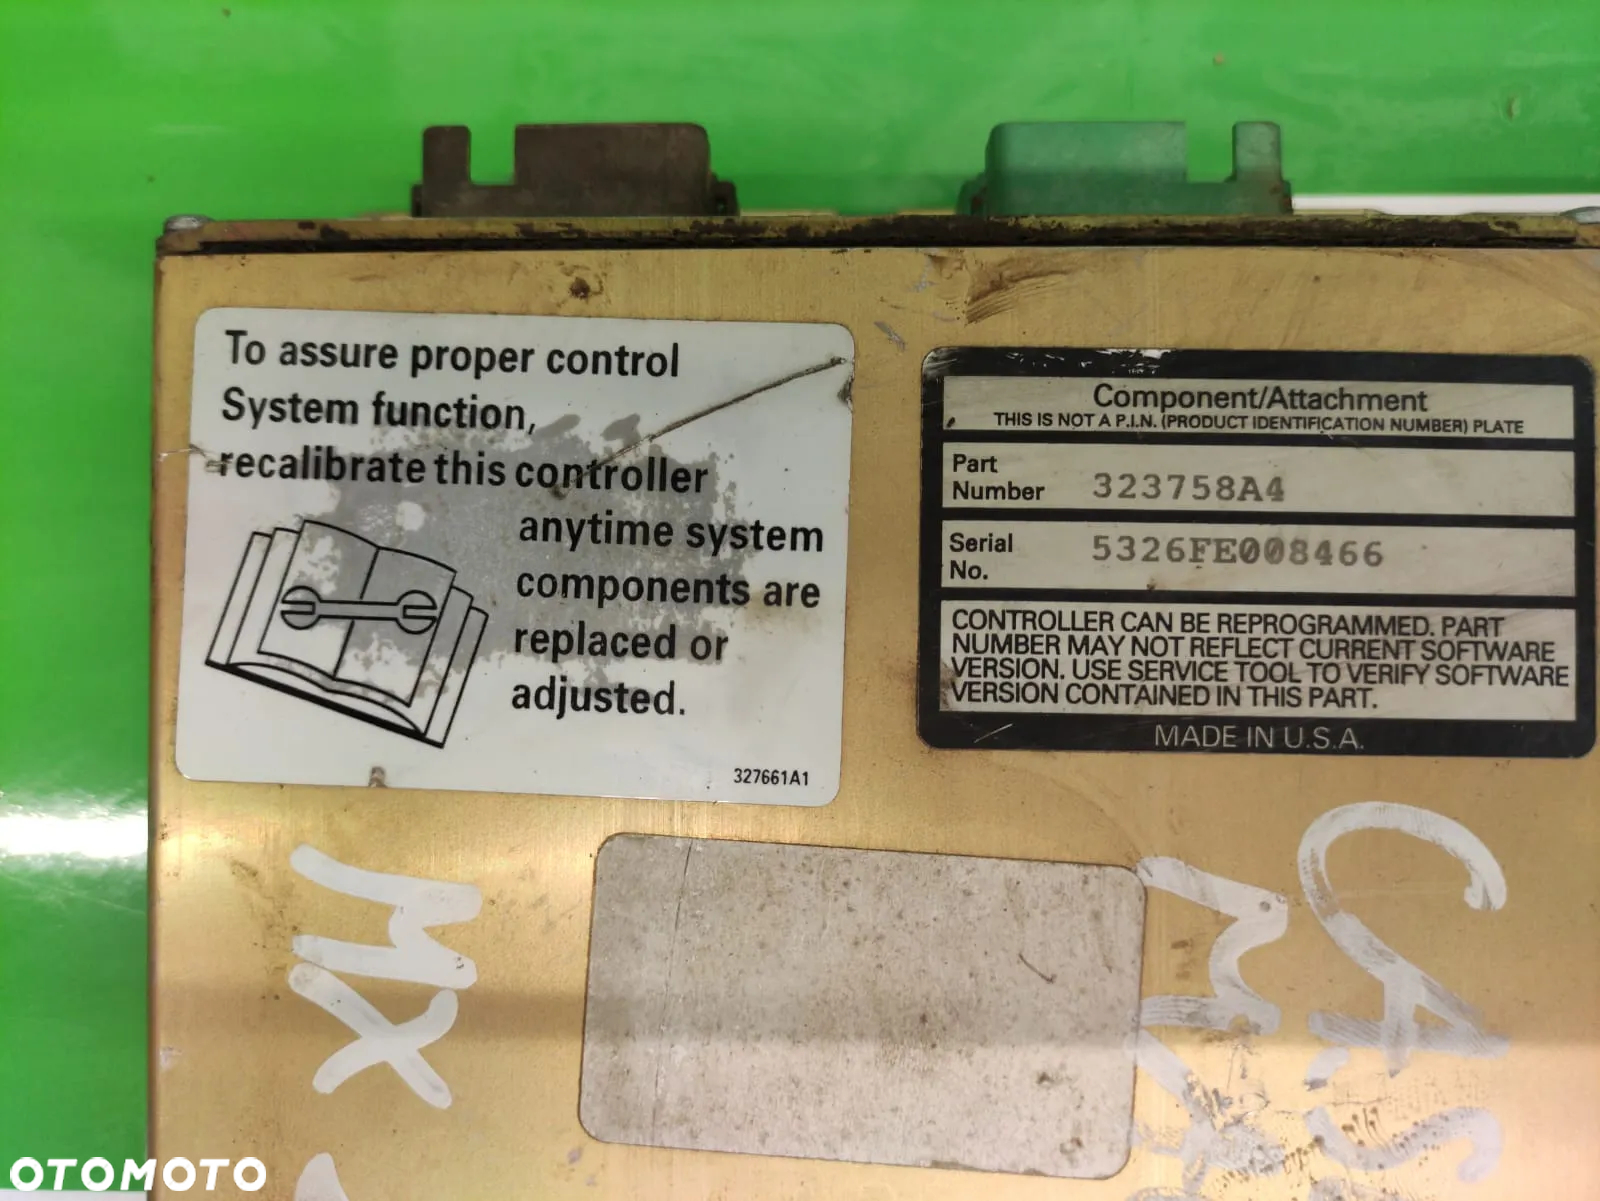 To assure proper control
System function,
recalibrate this controller
anytime system
components are
replaced or
adjusted.
327661A1
Component/Attachment
THIS IS NOT A P.I.N. (PRODUCT IDENTIFICATION NUMBER) PLATE
Part
Number 323758A4
Serial
No. 5326FE008466
CONTROLLER CAN BE REPROGRAMMED. PART
NUMBER MAY NOT REFLECT CURRENT SOFTWARE
VERSION. USE SERVICE TOOL TO VERIFY SOFTWARE
VERSION CONTAINED IN THIS PART.
MADE IN U.S.A.
MX
CAS
OTOMOTO